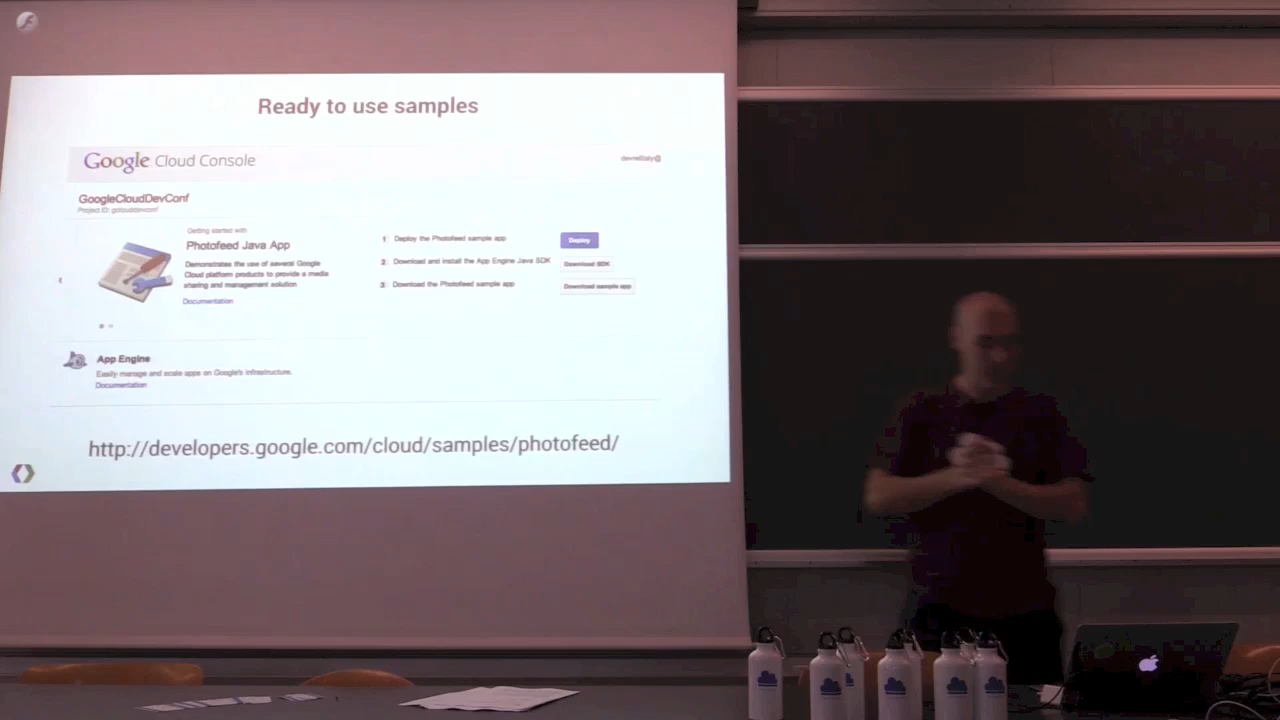 Ready to use samples
Google Cloud Console
devrelitaly@
GoogleCloudDevConf
Project ID: gclouddevconf
Getting started with
Photofeed Java App
Demonstrates the use of several Google
Cloud platform products to provide a media
sharing and management solution
Documentation
1 Deploy the Photofeed sample app
Deploy
2 Download and install the App Engine Java SDK
Download SDK
3 Download the Photofeed sample app
Download sample app
App Engine
Easily manage and scale apps on Google's infrastructure.
Documentation
http://developers.google.com/cloud/samples/photofeed/